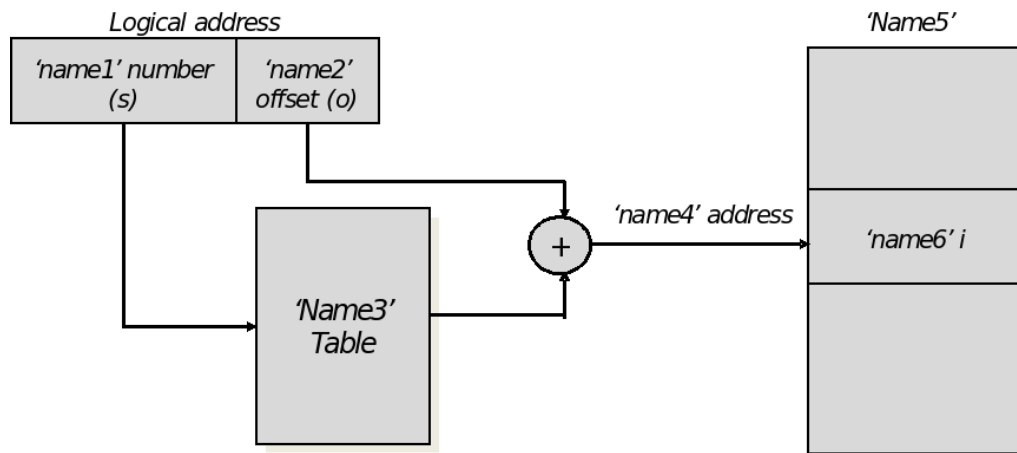 Logical address
‘name1’ number
(s)
‘name2’
offset (o)
‘Name3’
Table
+
‘name4’ address
‘Name5’
‘name6’ i